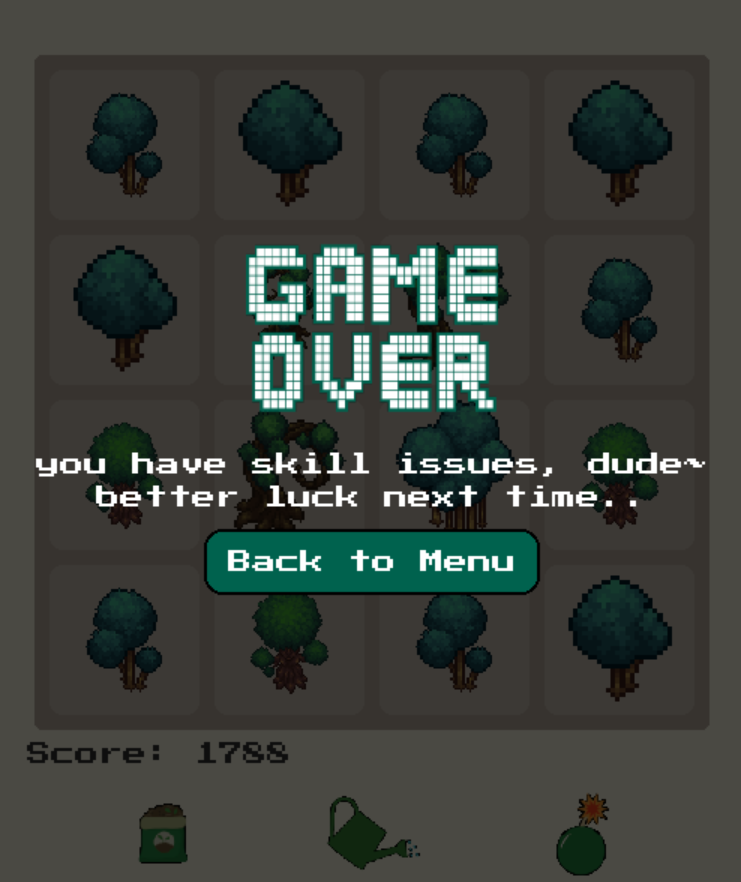 GAME
OVER
you have skill issues, dude~
better luck next time..
Back to Menu
Score: 1788